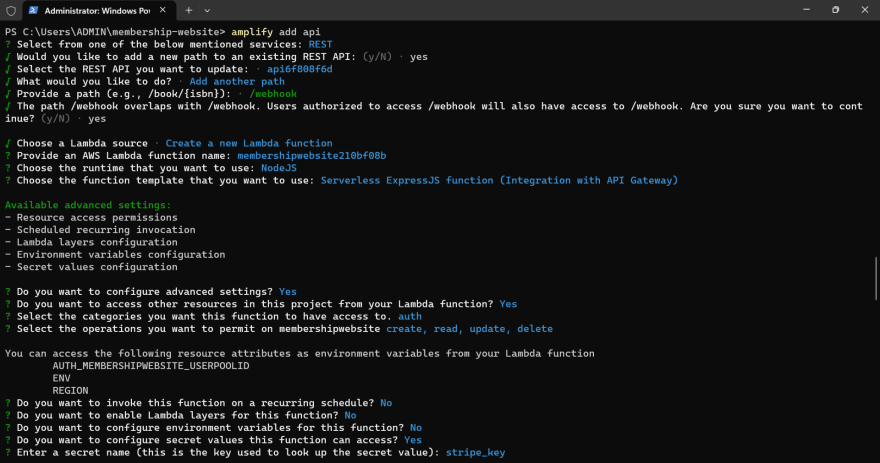 Administrator: Windows Po
PS C:\Users\ADMIN\membership-website> amplify add api
? Select from one of the below mentioned services: REST
√ Would you like to add a new path to an existing REST API: (y/N) · yes
√ Select the REST API you want to update: · api6f808f6d
√ What would you like to do? · Add another path
√ Provide a path (e.g., /book/{isbn}): · /webhook
√ The path /webhook overlaps with /webhook. Users authorized to access /webhook will also have access to /webhook. Are you sure you want to cont
inue? (y/N) · yes
√ Choose a Lambda source · Create a new Lambda function
? Provide an AWS Lambda function name: membershipwebsite210bf08b
? Choose the runtime that you want to use: NodeJS
? Choose the function template that you want to use: Serverless ExpressJS function (Integration with API Gateway)
Available advanced settings:
- Resource access permissions
- Scheduled recurring invocation
- Lambda layers configuration
- Environment variables configuration
- Secret values configuration
? Do you want to configure advanced settings? Yes
? Do you want to access other resources in this project from your Lambda function? Yes
? Select the categories you want this function to have access to. auth
? Select the operations you want to permit on membershipwebsite create, read, update, delete
You can access the following resource attributes as environment variables from your Lambda function
AUTH_MEMBERSHIPWEBSITE_USERPOOLID
ENV
REGION
? Do you want to invoke this function on a recurring schedule? No
? Do you want to enable Lambda layers for this function? No
? Do you want to configure environment variables for this function? No
? Do you want to configure secret values this function can access? Yes
? Enter a secret name (this is the key used to look up the secret value): stripe_key